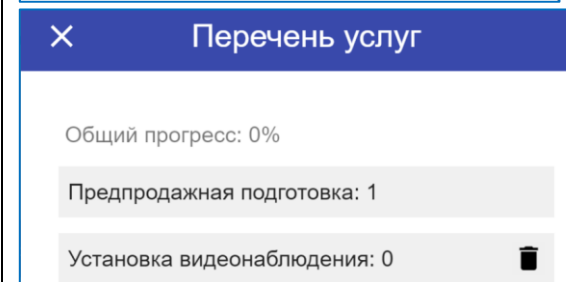 Перечень услуг
Общий прогресс: 0%
Предпродажная подготовка: 1
Установка видеонаблюдения: 0